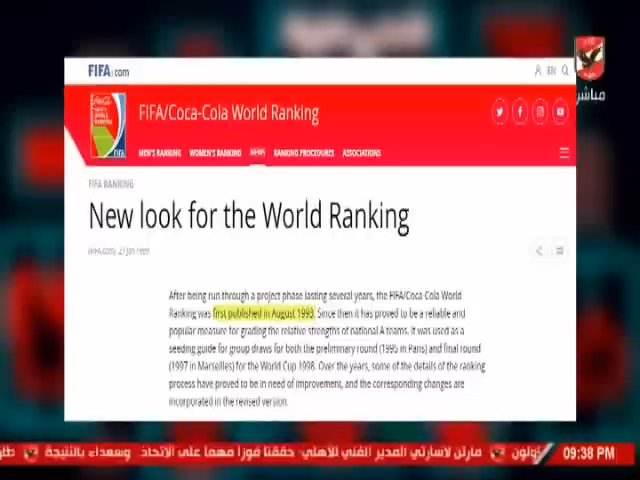 FIFA.com
EN
مباشر
FIFA/Coca-Cola World Ranking
MEN'S RANKING WOMEN'S RANKING NEWS RANKING PROCEDURES ASSOCIATIONS
FIFA RANKING
New look for the World Ranking
After being run through a project phase lasting several years, the FIFA/Coca-Cola World
Ranking was first published in August 1993. Since then it has proved to be a reliable and
popular measure for grading the relative strengths of national A teams. It was used as a
seeding guide for group draws for both the preliminary round (1995 in Paris) and final round
(1997 in Marseilles) for the World Cup 1998. Over the years, some of the details of the ranking
process have proved to be in need of improvement, and the corresponding changes are
incorporated in the revised version.
مارتن لاسارتي المدير الفني للأهلي: حققنا فوزا مهما على الاتحاد وسعداء بالنتيجة
09:38 PM